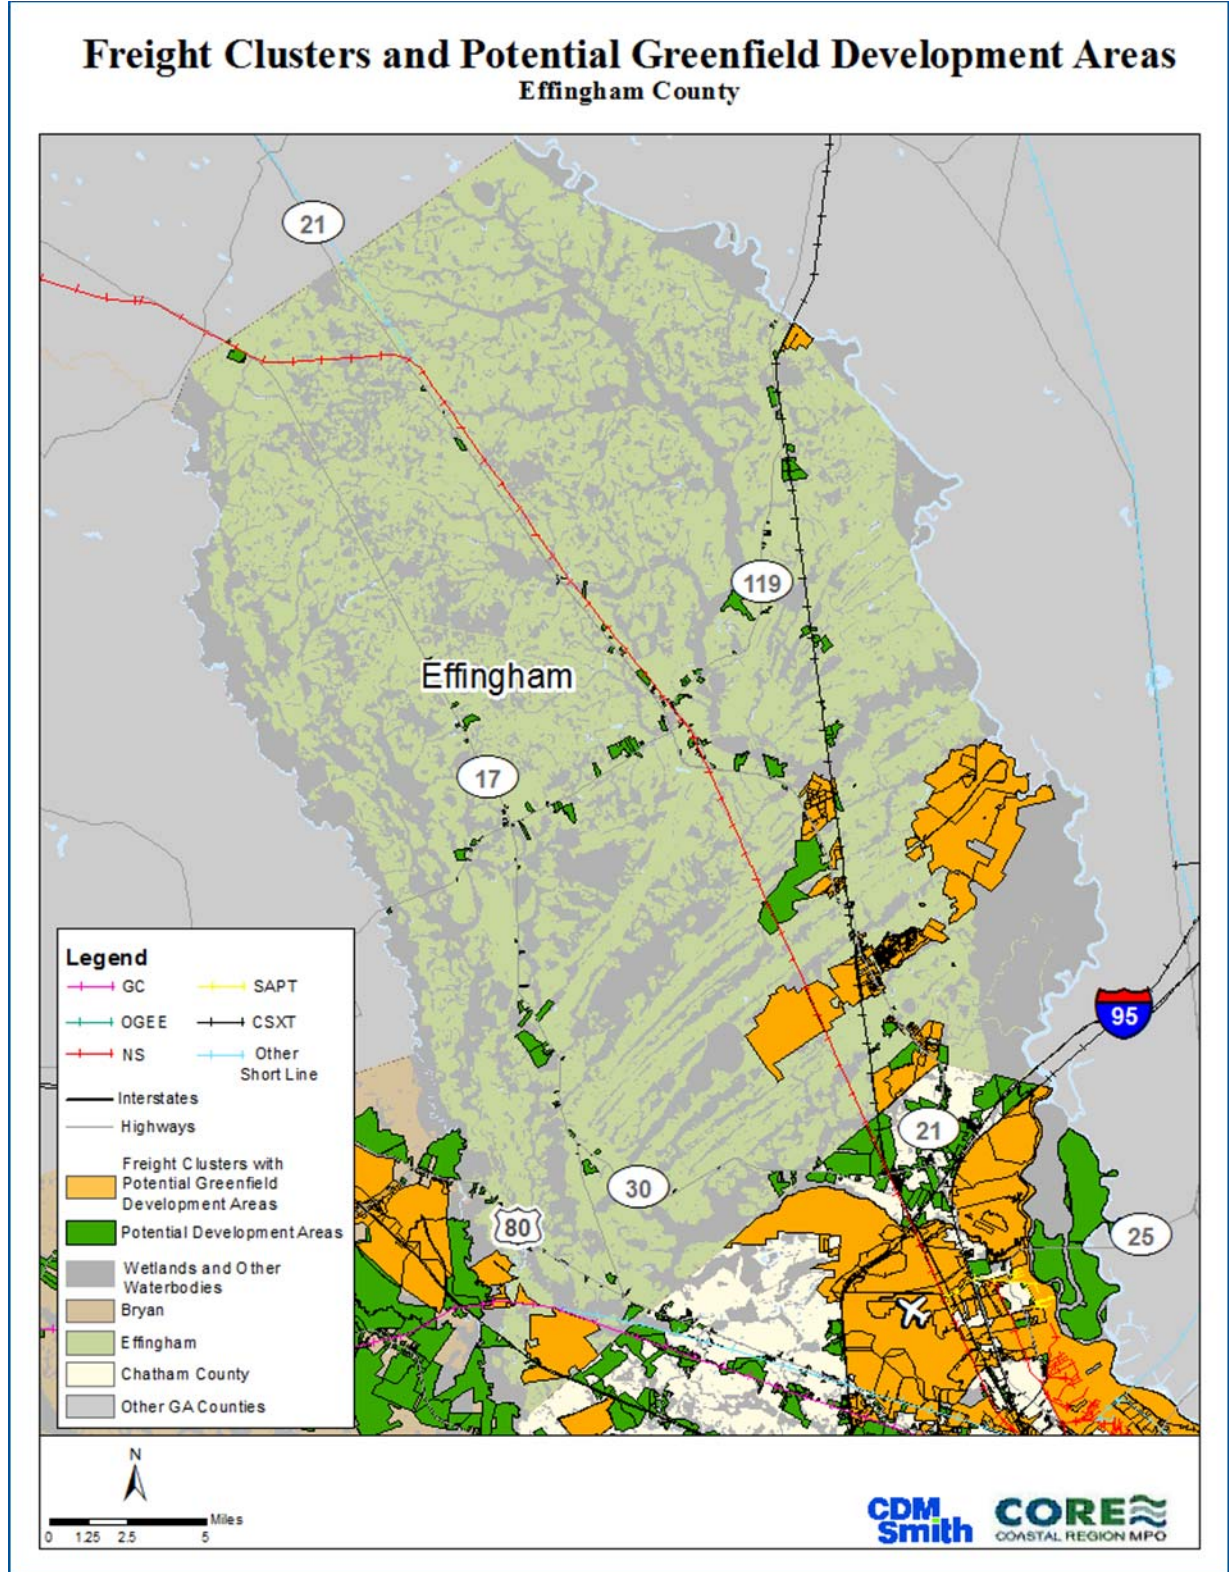 Freight Clusters and Potential Greenfield Development Areas
Effingham County
21
119
Effingham
17
95
21
30
80
25
Legend
GC
SAPT
OGEE
CSXT
NS
Other
Short Line
Interstates
Highways
Freight Clusters with
Potential Greenfield
Development Areas
Potential Development Areas
Wetlands and Other
Waterbodies
Bryan
Effingham
Chatham County
Other GA Counties
N
Miles
0 1.25 2.5 5
CDM
Smith
CORE
COASTAL REGION MPO